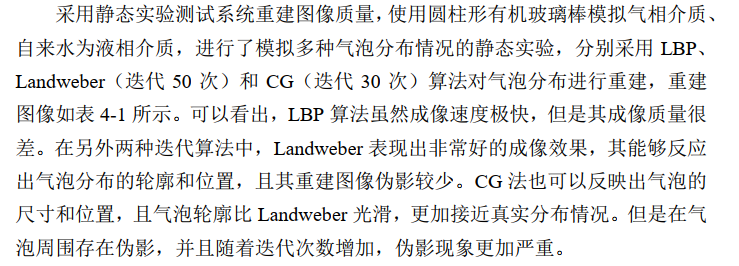 采用静态实验测试系统重建图像质量，使用圆柱形有机玻璃棒模拟气相介质、
自来水为液相介质，进行了模拟多种气泡分布情况的静态实验，分别采用 LBP、
Landweber（迭代 50 次）和 CG（迭代 30 次）算法对气泡分布进行重建，重建
图像如表 4-1 所示。可以看出，LBP 算法虽然成像速度极快，但是其成像质量很
差。在另外两种迭代算法中，Landweber 表现出非常好的成像效果，其能够反应
出气泡分布的轮廓和位置，且其重建图像伪影较少。CG 法也可以反映出气泡的
尺寸和位置，且气泡轮廓比 Landweber 光滑，更加接近真实分布情况。但是在气
泡周围存在伪影，并且随着迭代次数增加，伪影现象更加严重。